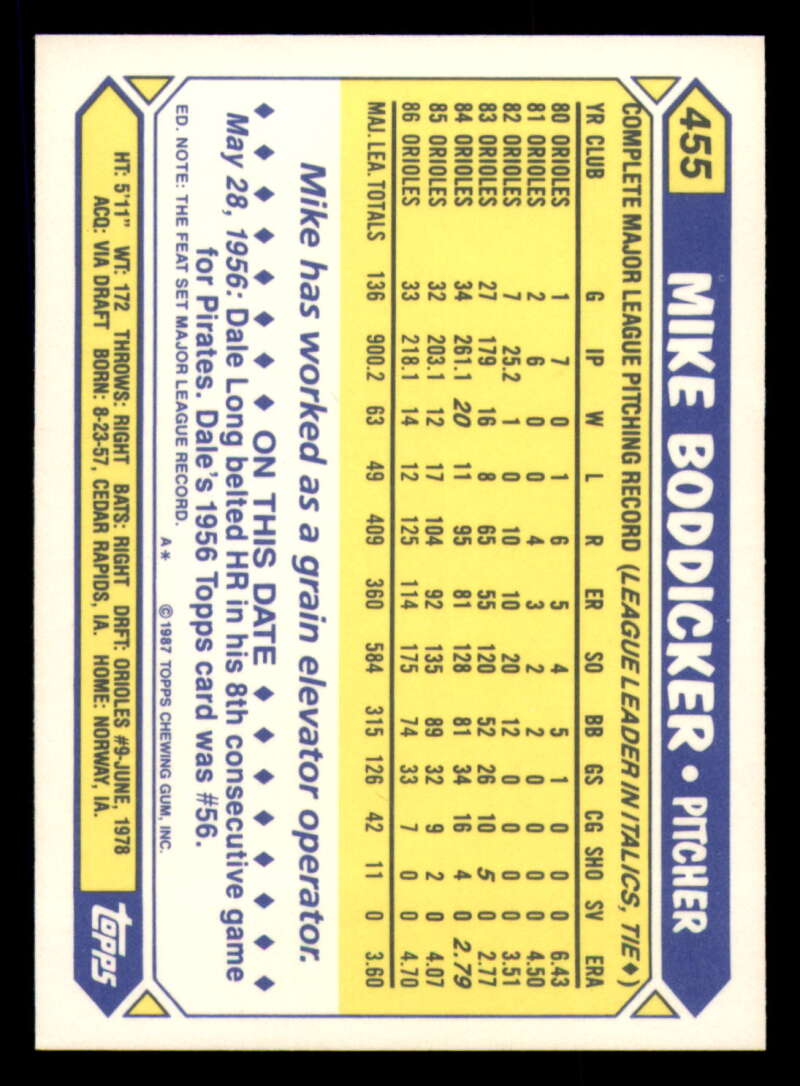 455 MIKE BODDICKER • PITCHER
COMPLETE MAJOR LEAGUE PITCHING RECORD (LEAGUE LEADER IN ITALICS, TIE♦)
YR CLUB G IP W L R ER SO BB GS CG SHO SV ERA
80 ORIOLES 1 7 0 1 6 5 4 5 1 0 0 0 6.43
81 ORIOLES 2 6 0 0 4 3 2 2 0 0 0 0 4.50
82 ORIOLES 7 25.2 1 0 10 10 20 12 0 0 0 0 3.51
83 ORIOLES 27 179 16 8 65 55 120 52 26 10 5 0 2.77
84 ORIOLES 34 261.1 20 11 95 81 128 81 34 16 4 0 2.79
85 ORIOLES 32 203.1 12 17 104 92 135 89 32 9 2 0 4.07
86 ORIOLES 33 218.1 14 12 125 114 175 74 33 7 0 0 4.70
MAJ. LEA. TOTALS 136 900.2 63 49 409 360 584 315 126 42 11 0 3.60
Mike has worked as a grain elevator operator.
♦ ♦ ♦ ♦ ♦ ♦ ♦ ♦ ON THIS DATE ♦ ♦ ♦ ♦ ♦ ♦ ♦ ♦
May 28, 1956: Dale Long belted HR in his 8th consecutive game
for Pirates. Dale's 1956 Topps card was #56.
ED. NOTE: THE FEAT SET MAJOR LEAGUE RECORD. A* ©1987 TOPPS CHEWING GUM, INC.
HT: 5'11" WT: 172 THROWS: RIGHT BATS: RIGHT DRFT: ORIOLES #9-JUNE, 1978
ACQ: VIA DRAFT BORN: 8-23-57, CEDAR RAPIDS, IA. HOME: NORWAY, IA.
topps